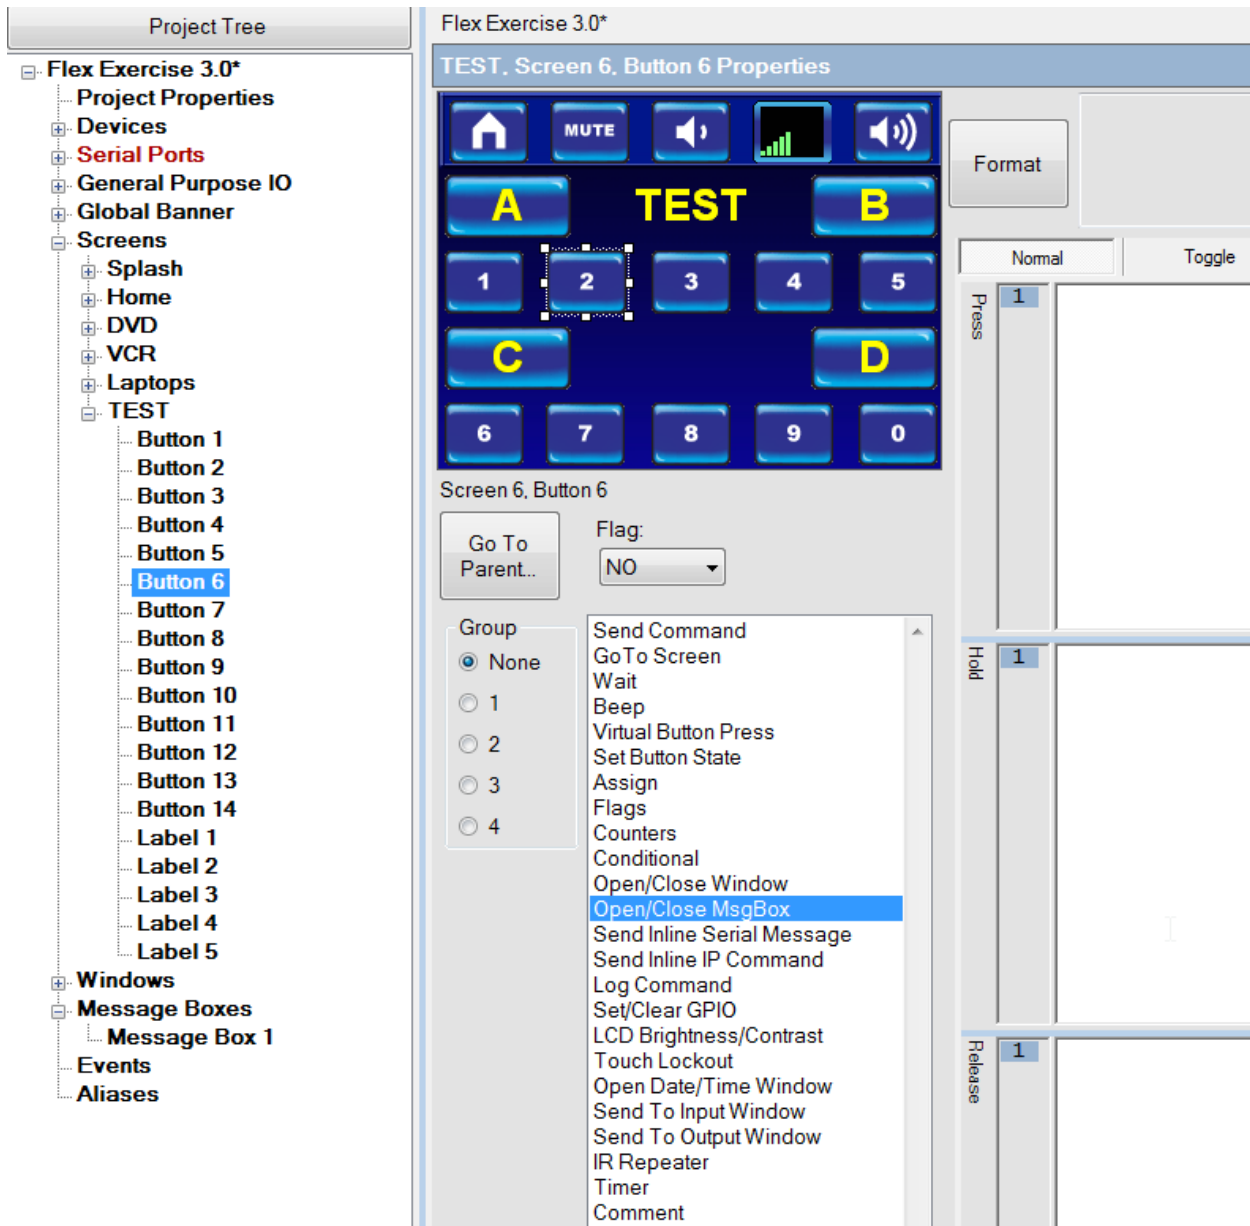 Project Tree
Flex Exercise 3.0*
Project Properties
Devices
Serial Ports
General Purpose IO
Global Banner
Screens
Splash
Home
DVD
VCR
Laptops
TEST
Button 1
Button 2
Button 3
Button 4
Button 5
Button 6
Button 7
Button 8
Button 9
Button 10
Button 11
Button 12
Button 13
Button 14
Label 1
Label 2
Label 3
Label 4
Label 5
Windows
Message Boxes
Message Box 1
Events
Aliases
Flex Exercise 3.0*
TEST, Screen 6, Button 6 Properties
MUTE
A TEST B
1 2 3 4 5
C D
6 7 8 9 0
Screen 6, Button 6
Go To
Parent...
Flag:
NO
Group
None
1
2
3
4
Send Command
GoTo Screen
Wait
Beep
Virtual Button Press
Set Button State
Assign
Flags
Counters
Conditional
Open/Close Window
Open/Close MsgBox
Send Inline Serial Message
Send Inline IP Command
Log Command
Set/Clear GPIO
LCD Brightness/Contrast
Touch Lockout
Open Date/Time Window
Send To Input Window
Send To Output Window
IR Repeater
Timer
Comment
Format
Normal Toggle
Press 1
Hold 1
Release 1